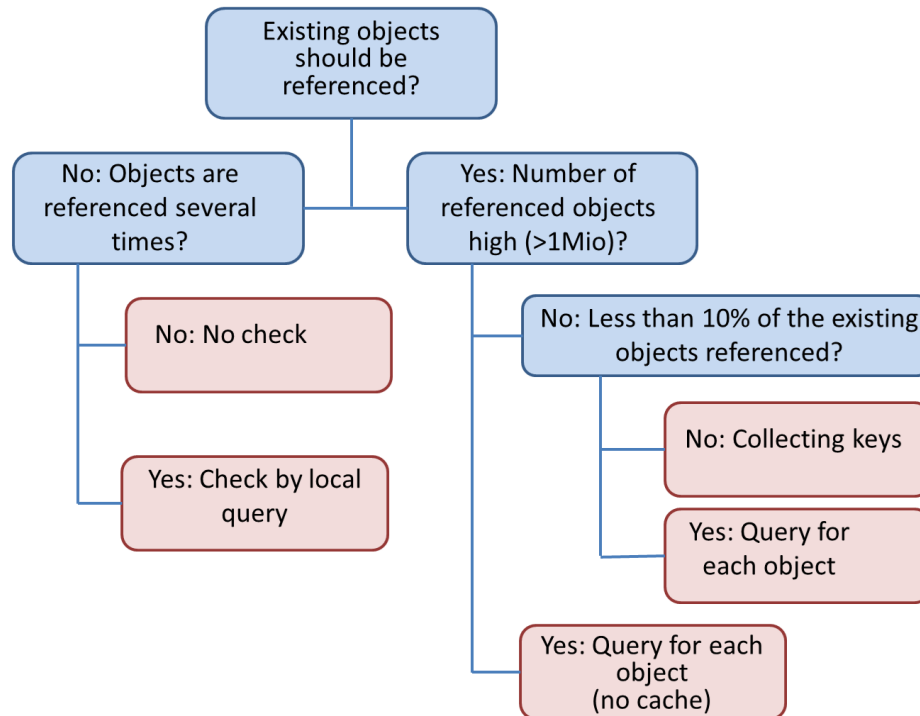 Existing objects
should be
referenced?
No: Objects are
referenced several
times?
Yes: Number of
referenced objects
high (>1Mio)?
No: No check
No: Less than 10% of the existing
objects referenced?
No: Collecting keys
Yes: Check by local
query
Yes: Query for
each object
Yes: Query for each
object
(no cache)